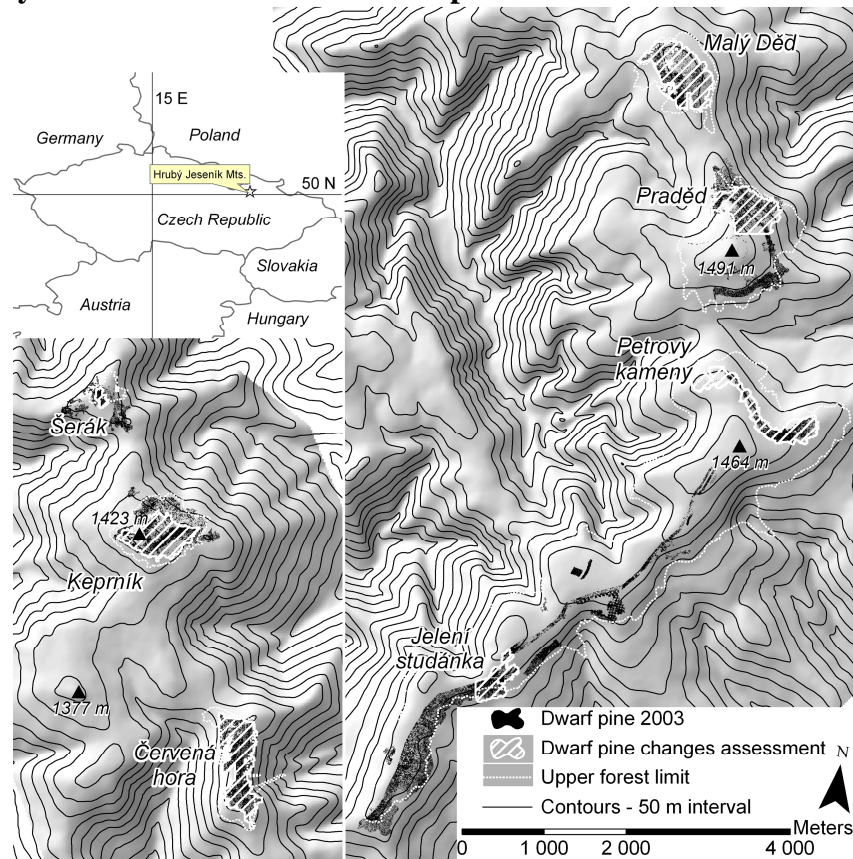 Malý Děd
15 E
Germany
Poland
Hrubý Jeseník Mts.
50 N
Praděd
Czech Republic
1491 m
Slovakia
Austria
Hungary
Petrovy
kameny
Šerák
1464 m
1423 m
Keprník
Jelení
studánka
1377 m
Červená
hora
Dwarf pine 2003
Dwarf pine changes assessment
N
Upper forest limit
Contours - 50 m interval
Meters
0 1 000 2 000 4 000